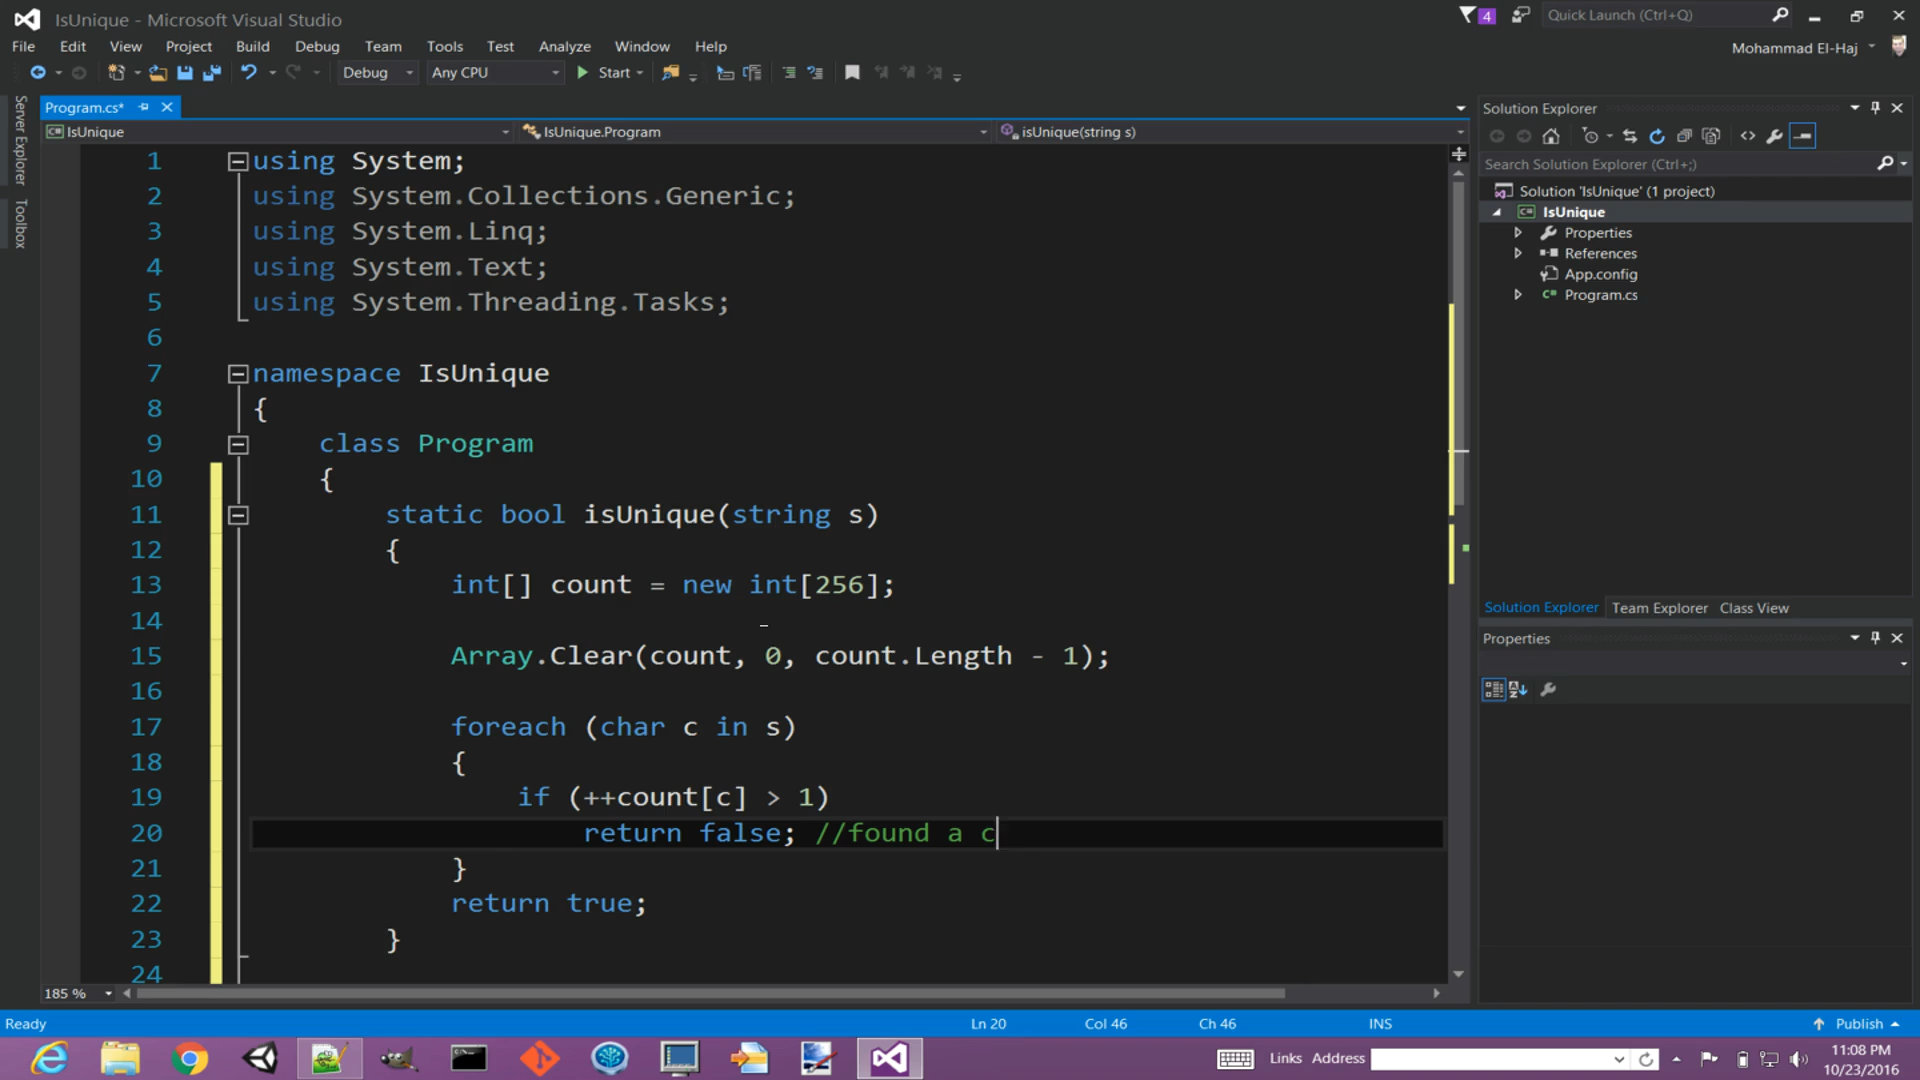 IsUnique - Microsoft Visual Studio
4
Quick Launch (Ctrl+Q)
File Edit View Project Build Debug Team Tools Test Analyze Window Help
Mohammad El-Haj
Debug Any CPU Start
Server Explorer
Toolbox
Program.cs*
IsUnique IsUnique.Program isUnique(string s)
1 using System;
2 using System.Collections.Generic;
3 using System.Linq;
4 using System.Text;
5 using System.Threading.Tasks;
6
7 namespace IsUnique
8 {
9 class Program
10 {
11 static bool isUnique(string s)
12 {
13 int[] count = new int[256];
14
15 Array.Clear(count, 0, count.Length - 1);
16
17 foreach (char c in s)
18 {
19 if (++count[c] > 1)
20 return false; //found a c
21 }
22 return true;
23 }
24
185 %
Solution Explorer
Search Solution Explorer (Ctrl+;)
Solution 'IsUnique' (1 project)
IsUnique
Properties
References
App.config
Program.cs
Solution Explorer Team Explorer Class View
Properties
Ready Ln 20 Col 46 Ch 46 INS Publish
Links Address
11:08 PM
10/23/2016